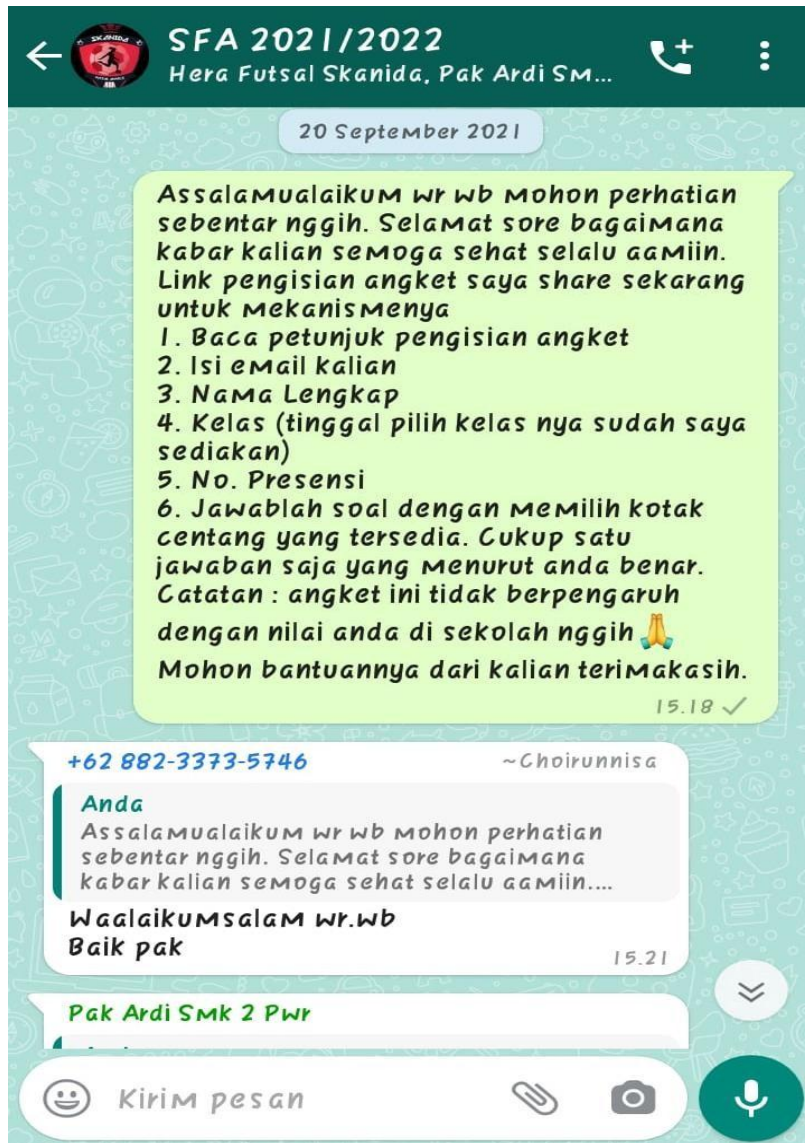 SFA 2021/2022
Hera Futsal Skanida, Pak Ardi Sm...
SKANIDA
20 September 2021
Assalamualaikum wr wb mohon perhatian
sebentar nggih. Selamat sore bagaimana
kabar kalian semoga sehat selalu aamiin.
Link pengisian angket saya share sekarang
untuk mekanismenya
1. Baca petunjuk pengisian angket
2. Isi email kalian
3. Nama Lengkap
4. Kelas (tinggal pilih kelas nya sudah saya
sediakan)
5. No. Presensi
6. Jawablah soal dengan memilih kotak
centang yang tersedia. Cukup satu
jawaban saja yang menurut anda benar.
Catatan : angket ini tidak berpengaruh
dengan nilai anda di sekolah nggih🙏
Mohon bantuannya dari kalian terimakasih.
15.18
+62 882-3373-5746 ~Choirunnisa
Anda
Assalamualaikum wr wb mohon perhatian
sebentar nggih. Selamat sore bagaimana
kabar kalian semoga sehat selalu aamiin....
Waalaikumsalam wr.wb
Baik pak
15.21
Pak Ardi Smk 2 Pwr
Kirim pesan